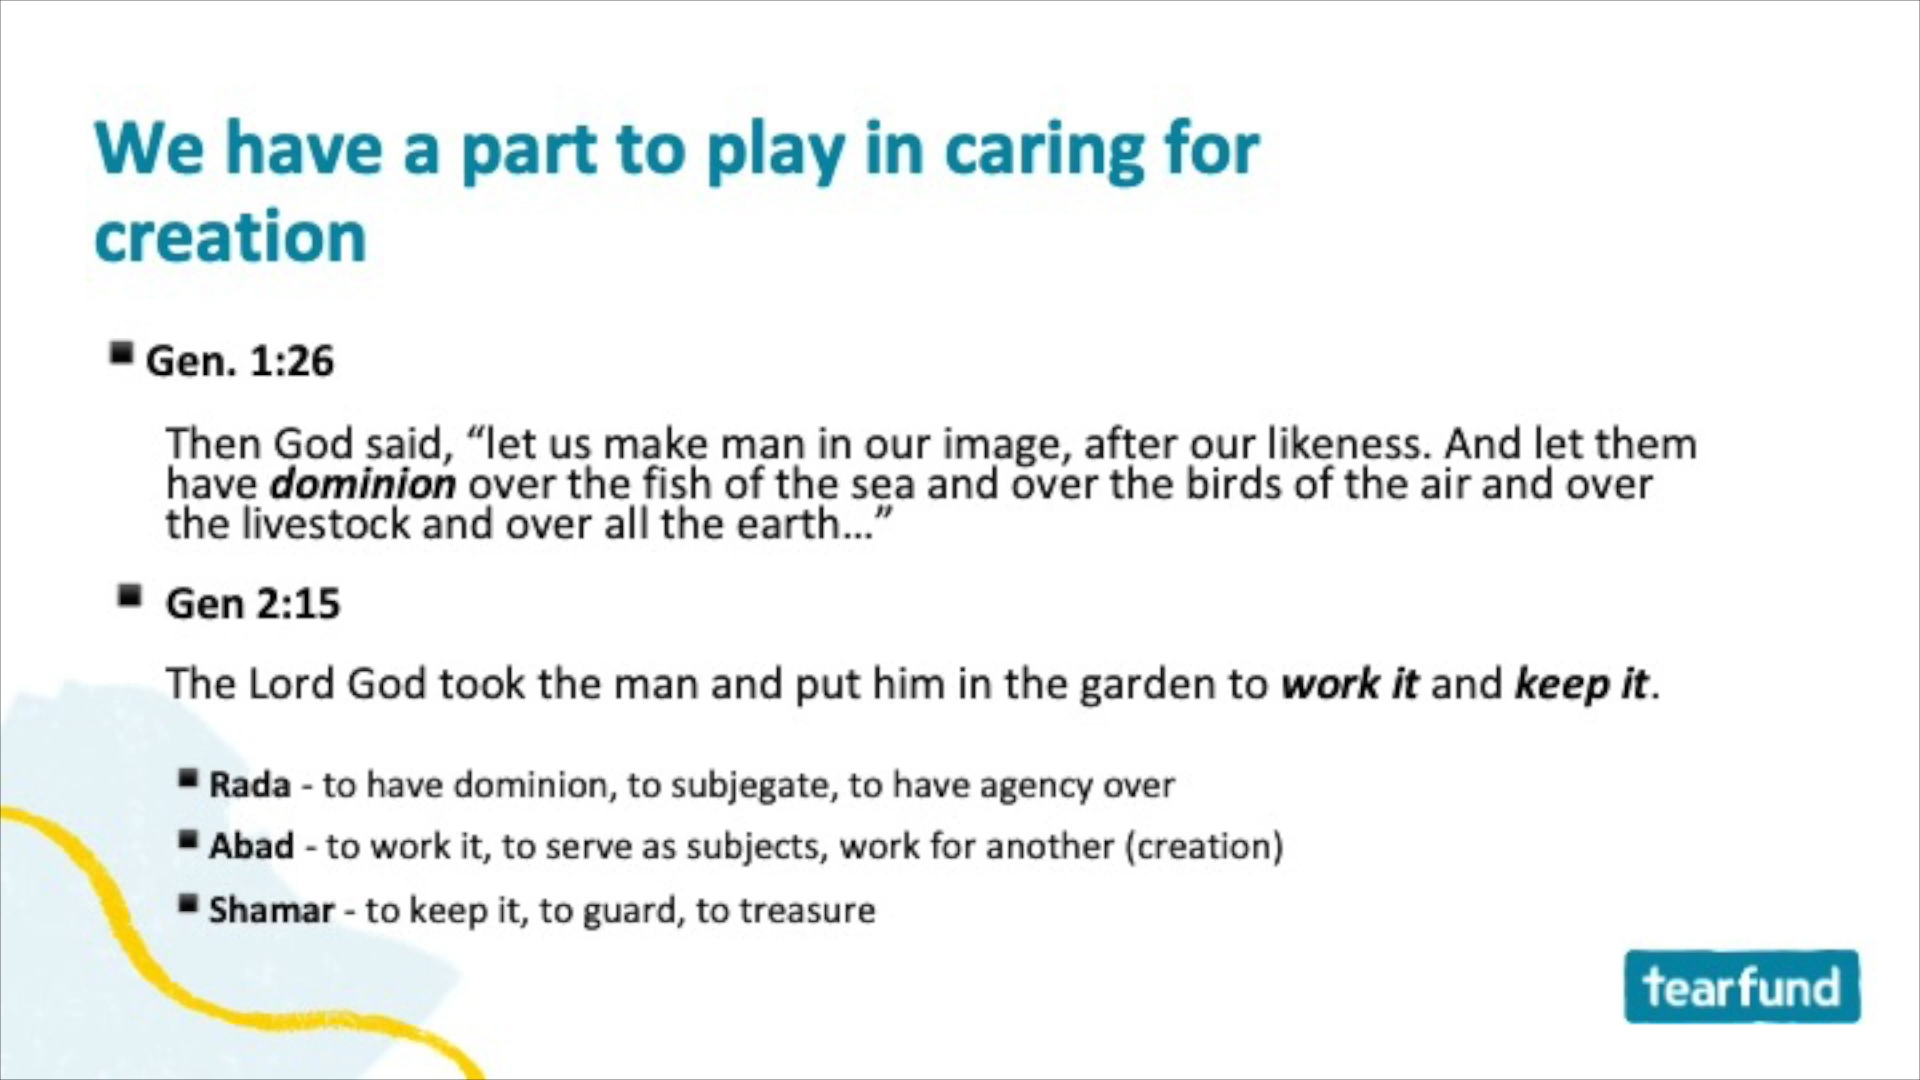 We have a part to play in caring for
creation
▪ Gen. 1:26
Then God said, “let us make man in our image, after our likeness. And let them
have dominion over the fish of the sea and over the birds of the air and over
the livestock and over all the earth...”
▪ Gen 2:15
The Lord God took the man and put him in the garden to work it and keep it.
▪ Rada - to have dominion, to subjegate, to have agency over
▪ Abad - to work it, to serve as subjects, work for another (creation)
▪ Shamar - to keep it, to guard, to treasure
tearfund